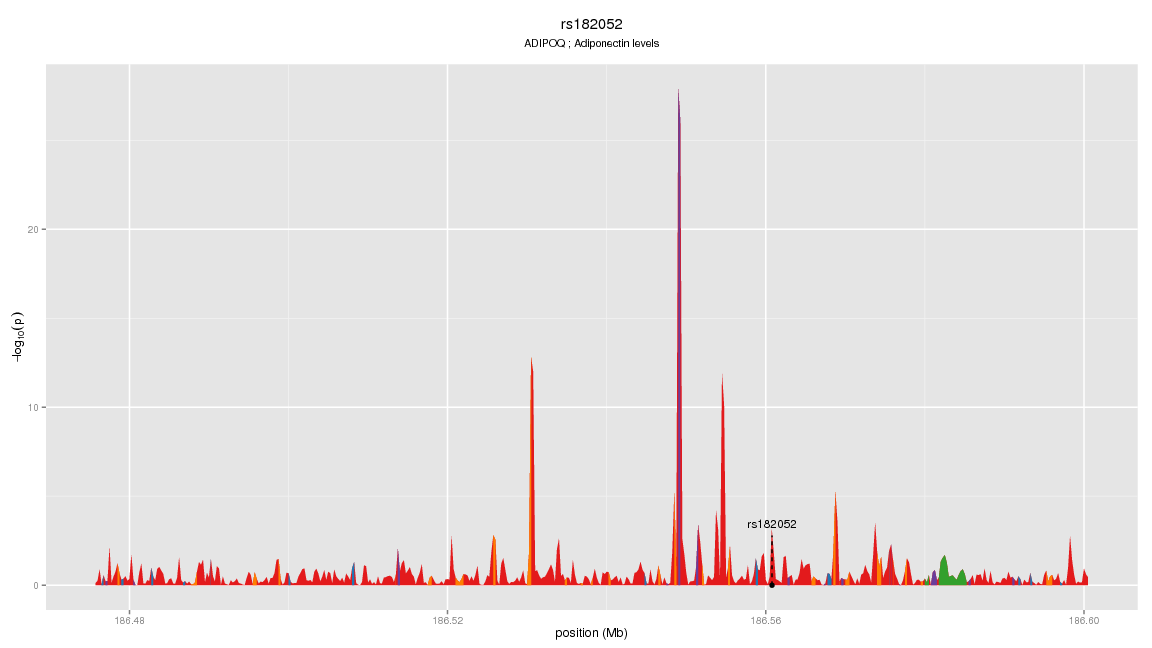 rs182052
ADIPOQ ; Adiponectin levels
20
10
0
−log10(p)
rs182052
186.48
186.52
186.56
186.60
position (Mb)